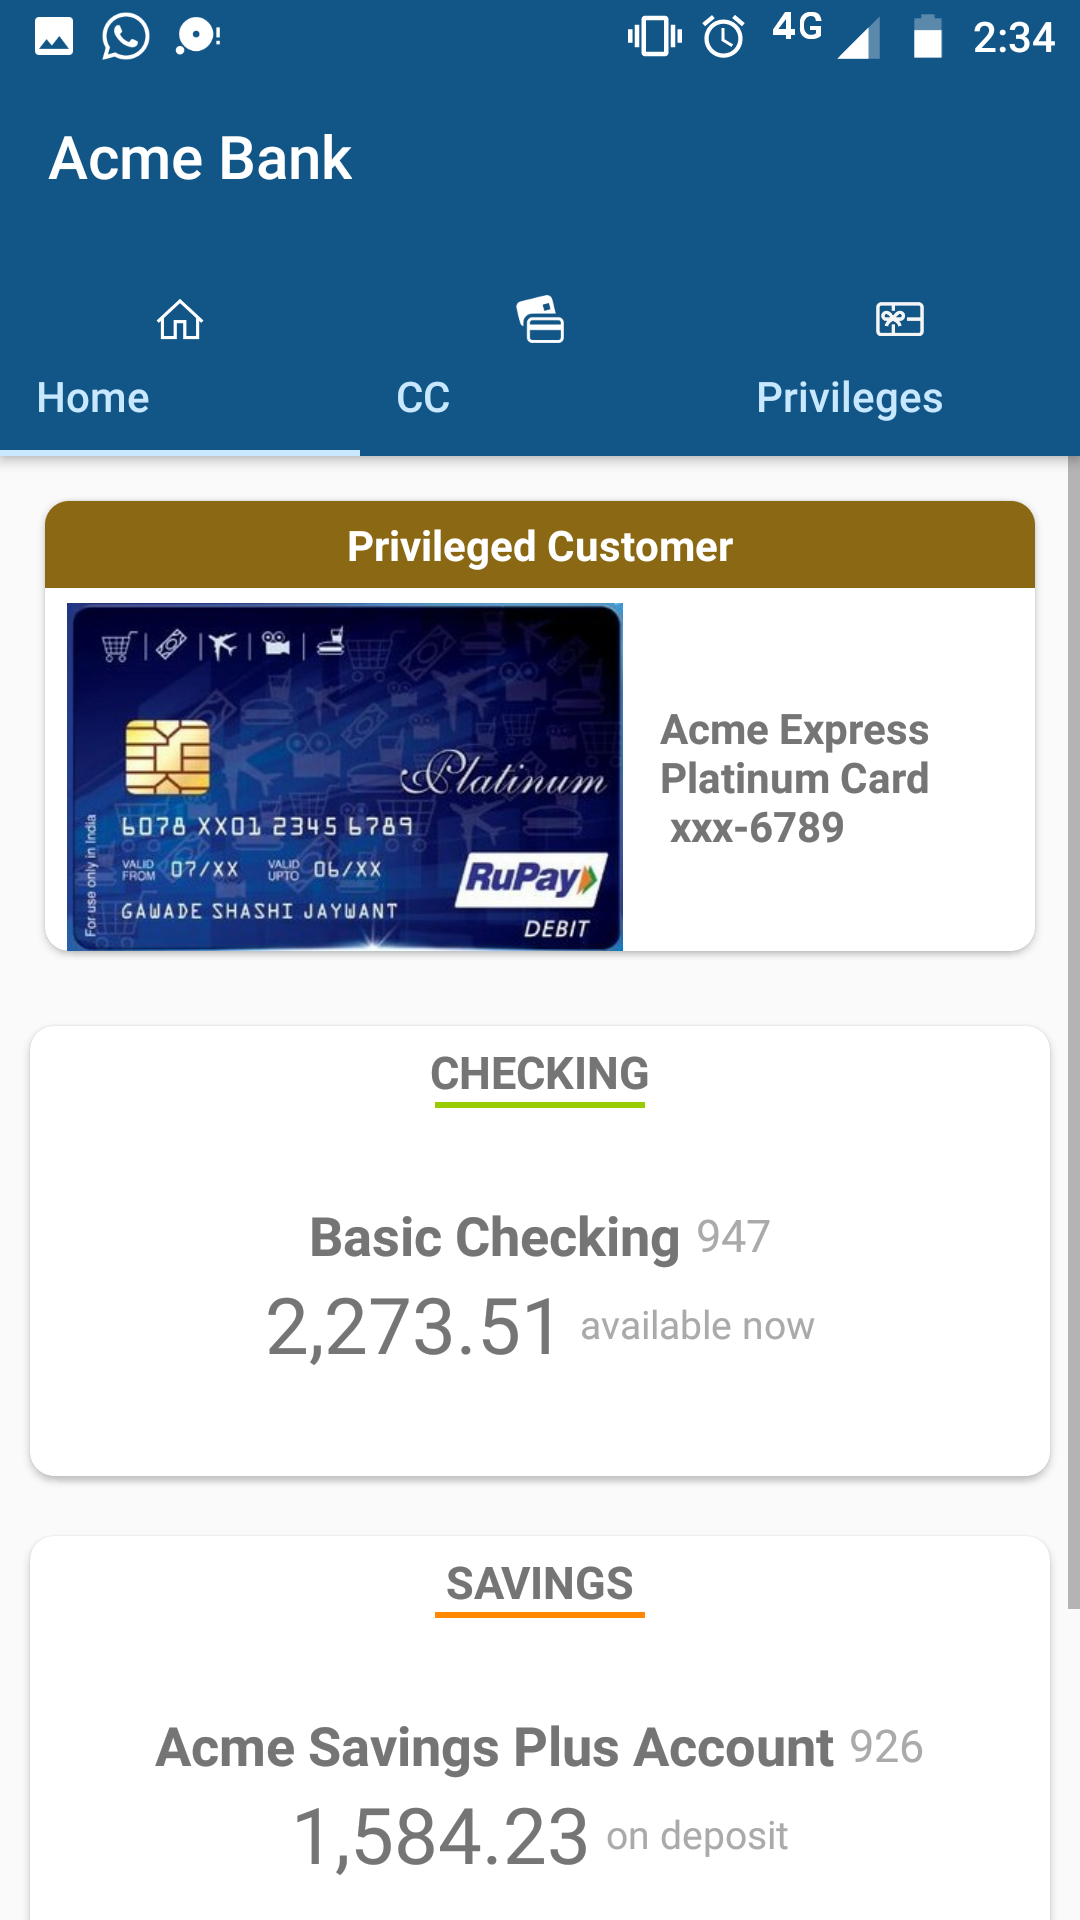 4G 2:34
Acme Bank
Home CC Privileges
Privileged Customer
Platinum
6078 XX01 2345 6789
VALID FROM 07/XX VALID UPTO 06/XX
GAWADE SHASHI JAYWANT
For use only in India
RuPay
DEBIT
Acme Express
Platinum Card
xxx-6789
CHECKING
Basic Checking 947
2,273.51 available now
SAVINGS
Acme Savings Plus Account 926
1,584.23 on deposit